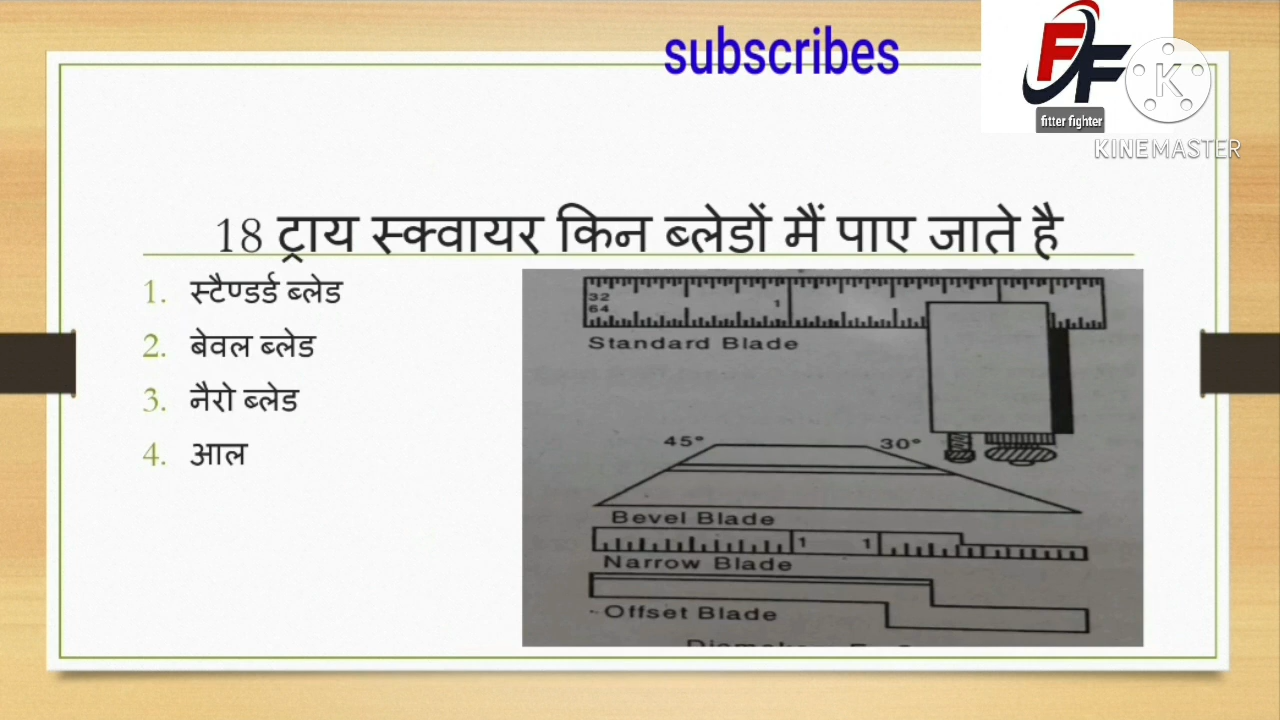 subscribes
fitter fighter
K
KINEMASTER
18 ट्राय स्क्वायर किन ब्लेडों मैं पाए जाते है
1. स्टैण्डर्ड ब्लेड
2. बेवल ब्लेड
3. नैरो ब्लेड
4. आल
32
64
1
Standard Blade
45° 30°
Bevel Blade
1 1
Narrow Blade
Offset Blade